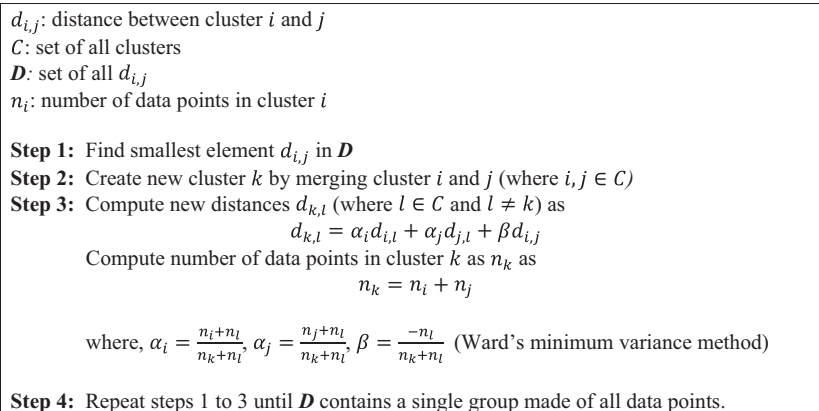 d_{i,j}: distance between cluster i and j
C: set of all clusters
D: set of all d_{i,j}
n_i: number of data points in cluster i
Step 1: Find smallest element d_{i,j} in D
Step 2: Create new cluster k by merging cluster i and j (where i, j ∈ C)
Step 3: Compute new distances d_{k,l} (where l ∈ C and l ≠ k) as
d_{k,l} = α_i d_{i,l} + α_j d_{j,l} + β d_{i,j}
Compute number of data points in cluster k as n_k as
n_k = n_i + n_j
where, α_i = \frac{n_i+n_l}{n_k+n_l}, α_j = \frac{n_j+n_l}{n_k+n_l}, β = \frac{-n_l}{n_k+n_l} (Ward's minimum variance method)
Step 4: Repeat steps 1 to 3 until D contains a single group made of all data points.